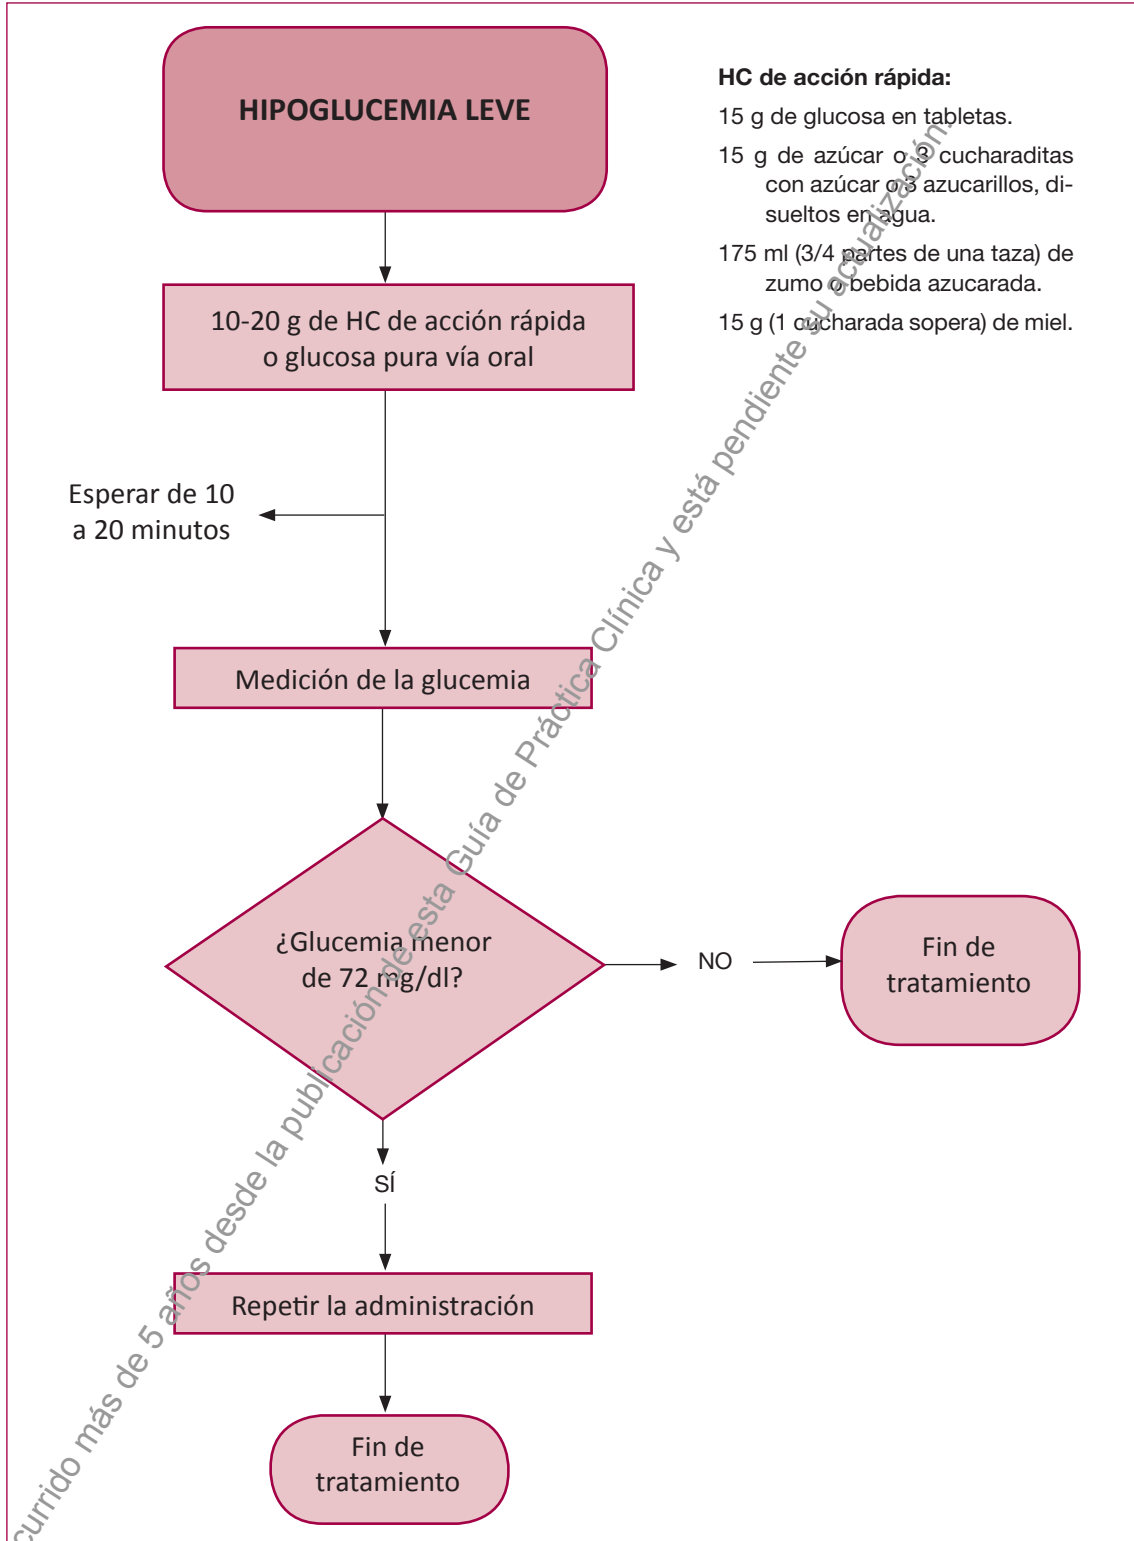 HIPOGLUCEMIA LEVE
HC de acción rápida:
15 g de glucosa en tabletas.
15 g de azúcar o 3 cucharaditas
con azúcar o 3 azucarillos, di-
sueltos en agua.
175 ml (3/4 partes de una taza) de
zumo o bebida azucarada.
15 g (1 cucharada sopera) de miel.
10-20 g de HC de acción rápida
o glucosa pura vía oral
Esperar de 10
a 20 minutos
Medición de la glucemia
¿Glucemia menor
de 72 mg/dl?
NO
Fin de
tratamiento
SÍ
Repetir la administración
Fin de
tratamiento
currido más de 5 años desde la publicación de esta Guía de Práctica Clínica y está pendiente su actualización.